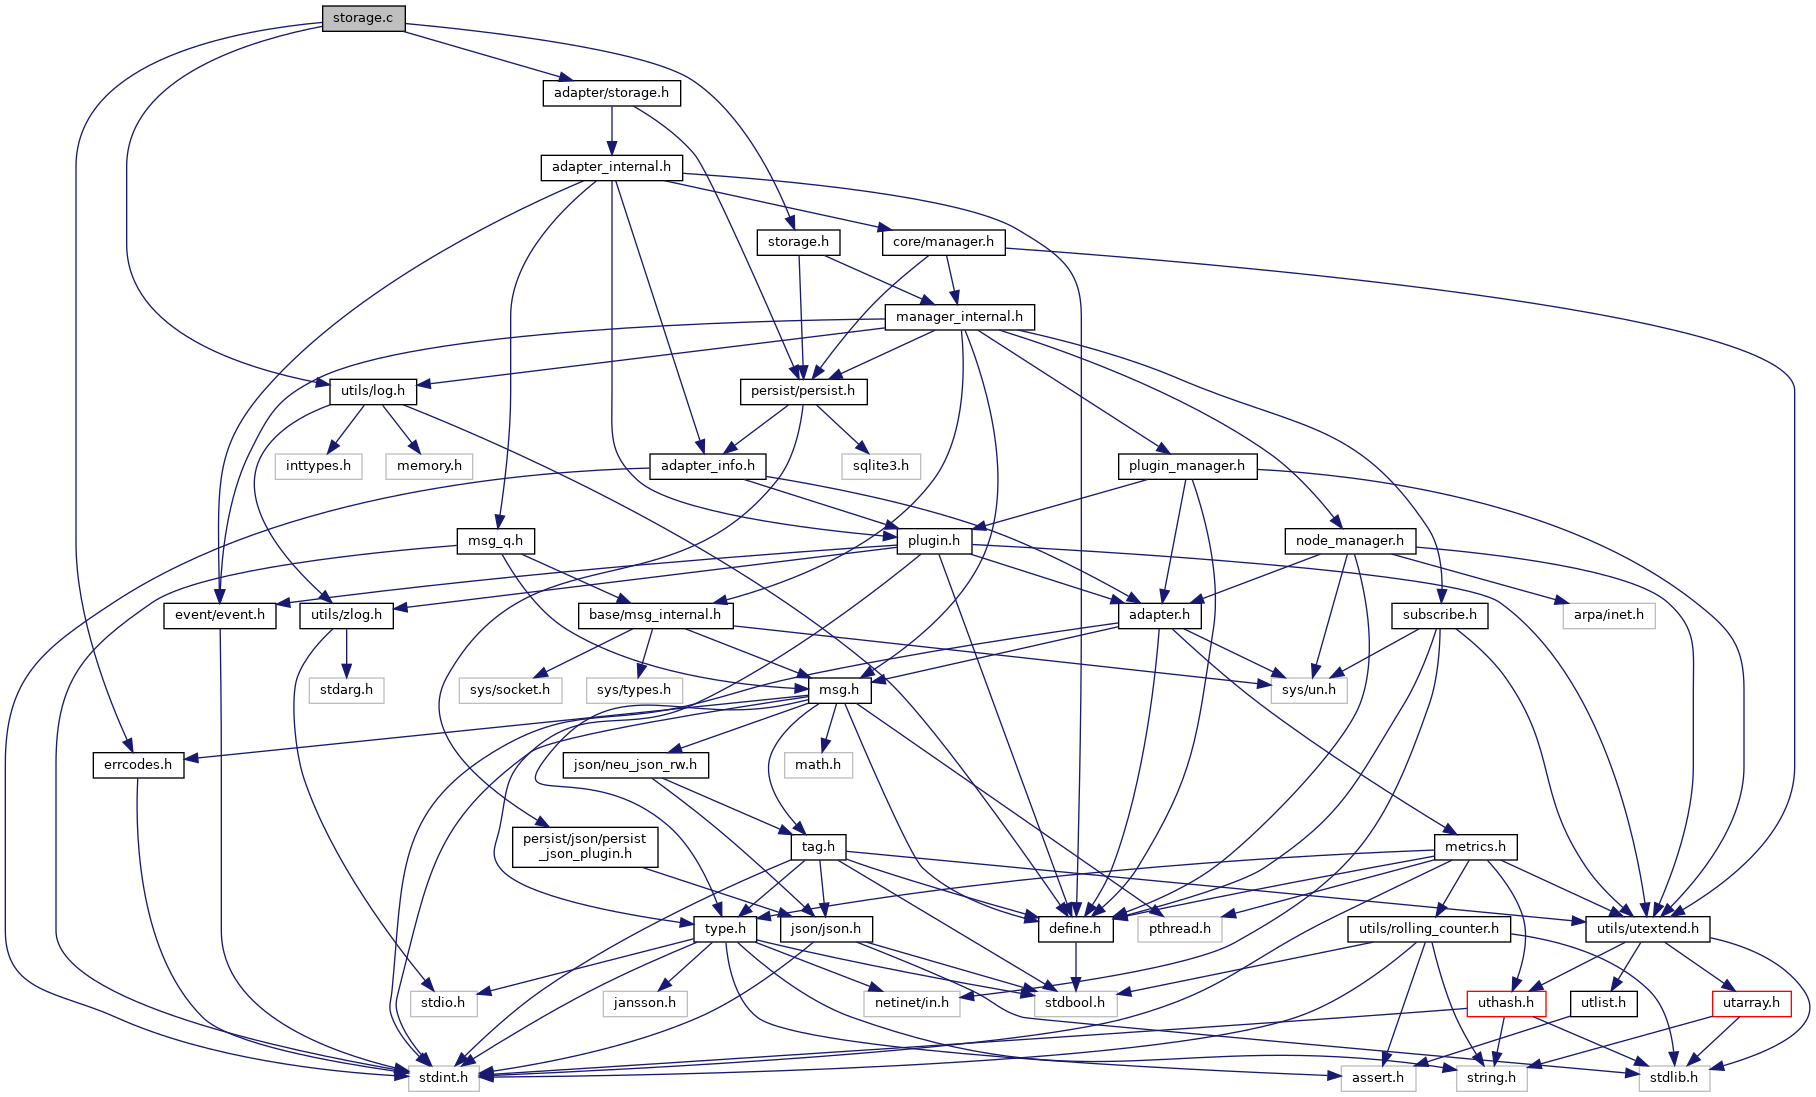 storage.c
adapter/storage.h
adapter_internal.h
storage.h
core/manager.h
manager_internal.h
utils/log.h
persist/persist.h
inttypes.h
memory.h
adapter_info.h
sqlite3.h
plugin_manager.h
msg_q.h
plugin.h
node_manager.h
event/event.h
utils/zlog.h
base/msg_internal.h
adapter.h
subscribe.h
arpa/inet.h
stdarg.h
sys/socket.h
sys/types.h
msg.h
sys/un.h
errcodes.h
json/neu_json_rw.h
math.h
persist/json/persist
_json_plugin.h
tag.h
metrics.h
type.h
json/json.h
define.h
pthread.h
utils/rolling_counter.h
utils/utextend.h
stdio.h
jansson.h
netinet/in.h
stdbool.h
uthash.h
utlist.h
utarray.h
stdint.h
assert.h
string.h
stdlib.h